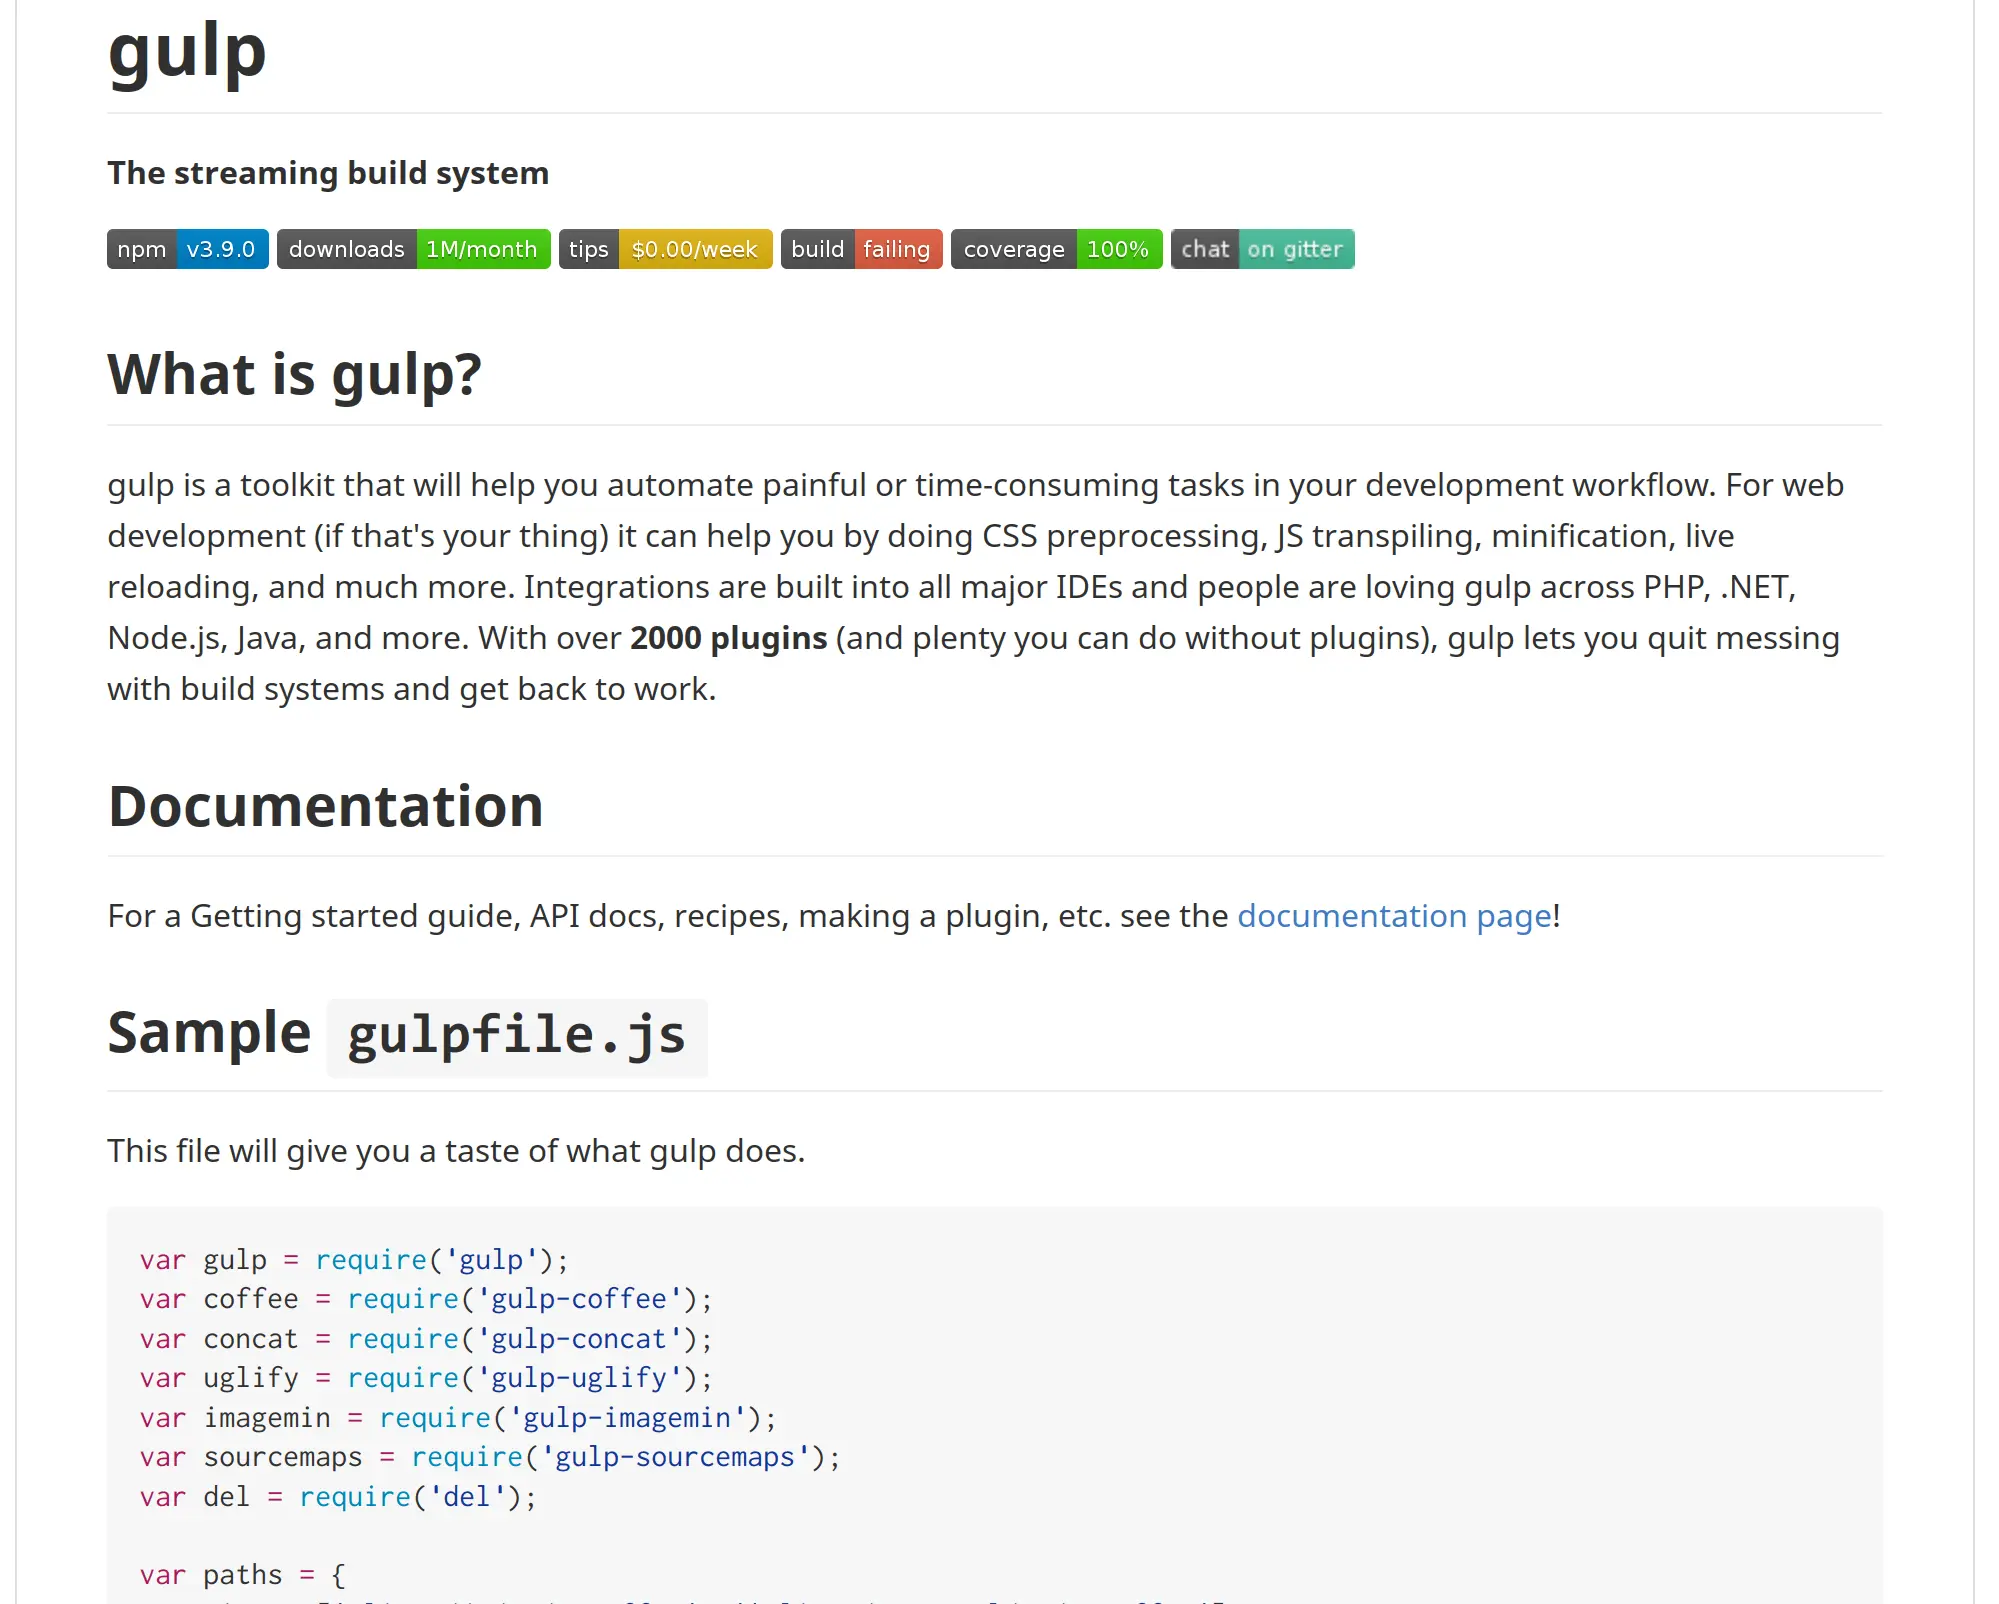 gulp
The streaming build system
npm v3.9.0 downloads 1M/month tips $0.00/week build failing coverage 100% chat on gitter
What is gulp?
gulp is a toolkit that will help you automate painful or time-consuming tasks in your development workflow. For web
development (if that's your thing) it can help you by doing CSS preprocessing, JS transpiling, minification, live
reloading, and much more. Integrations are built into all major IDEs and people are loving gulp across PHP, .NET,
Node.js, Java, and more. With over 2000 plugins (and plenty you can do without plugins), gulp lets you quit messing
with build systems and get back to work.
Documentation
For a Getting started guide, API docs, recipes, making a plugin, etc. see the documentation page!
Sample gulpfile.js
This file will give you a taste of what gulp does.
var gulp = require('gulp');
var coffee = require('gulp-coffee');
var concat = require('gulp-concat');
var uglify = require('gulp-uglify');
var imagemin = require('gulp-imagemin');
var sourcemaps = require('gulp-sourcemaps');
var del = require('del');
var paths = {